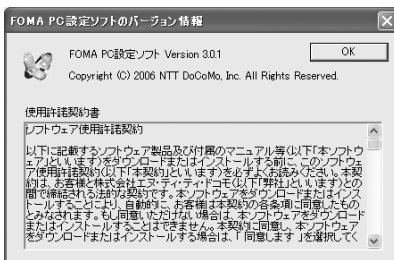 FOMA PC設定ソフトのバージョン情報
FOMA PC設定ソフト Version 3.0.1
OK
Copyright (C) 2006 NTT DoCoMo, Inc. All Rights Reserved.
使用許諾契約書
ソフトウェア使用許諾契約
以下に記載するソフトウェア製品及び付属のマニュアル等(以下「本ソフトウ
ェア」といいます)をダウンロードまたはインストールする前に、このソフトウェ
ア使用許諾契約(以下「本契約」といいます)を必ずよくお読みください。本契
約は、お客様と株式会社エヌ・ティ・ティ・ドコモ(以下「弊社」といいます)との
間で締結される法的な契約です。本ソフトウェアをダウンロードまたはインス
トールすることにより、自動的に、お客様は本契約の各条項に同意したもの
とみなされます。もし同意いただけない場合は、本ソフトウェアをダウンロード
またはインストールすることはできません。本契約に同意し、本ソフトウェア
をダウンロードまたはインストールする場合は、「同意します」を選択してく